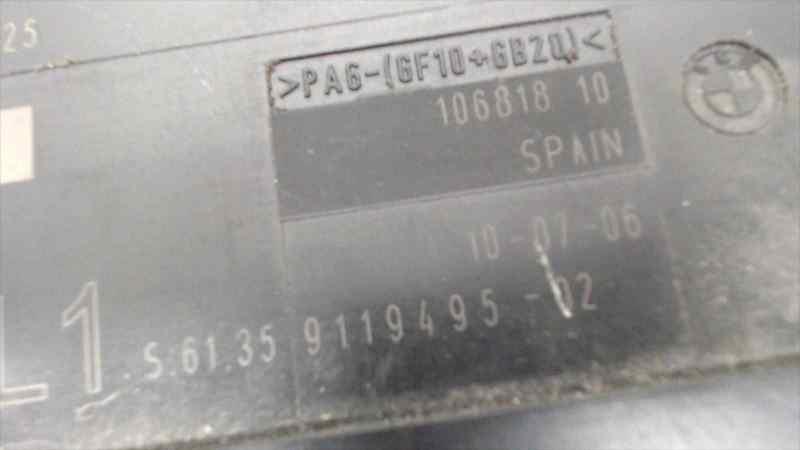 25
>PA6-(GF10+GB20)<
106818 10
SPAIN
10-07-06
L1 .S:61.35 9119495-02